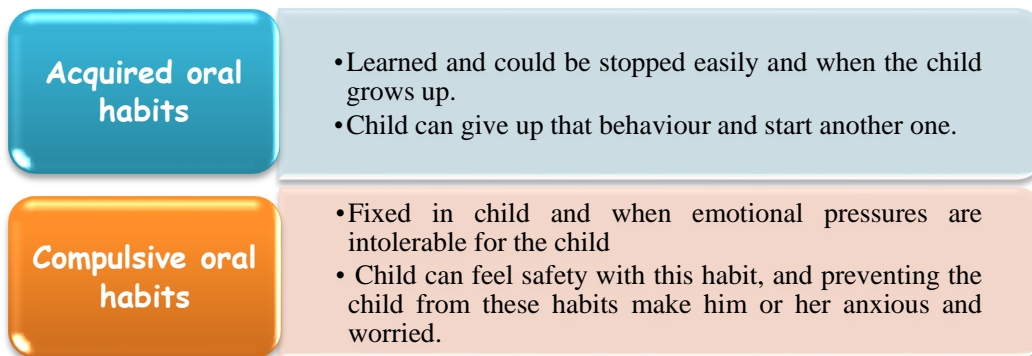 Acquired oral
habits
•Learned and could be stopped easily and when the child
grows up.
•Child can give up that behaviour and start another one.
Compulsive oral
habits
•Fixed in child and when emotional pressures are
intolerable for the child
• Child can feel safety with this habit, and preventing the
child from these habits make him or her anxious and
worried.